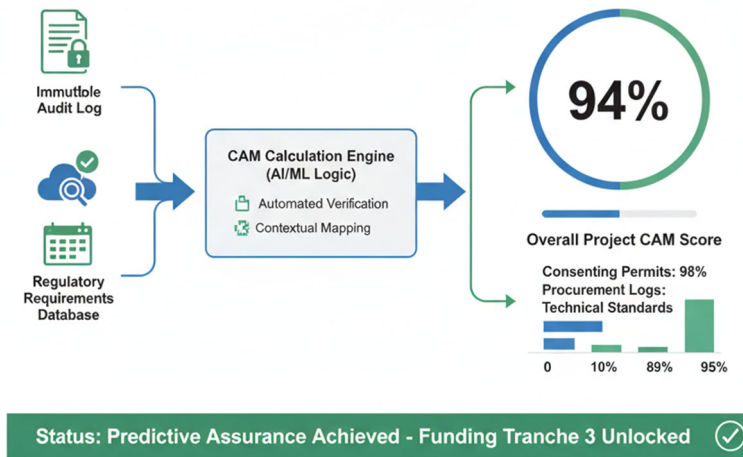 Immuttole
Audit Log
Regulatory
Requirements
Database
CAM Calculation Engine
(AI/ML Logic)
Automated Verification
Contextual Mapping
94%
Overall Project CAM Score
Consenting Permits: 98%
Procurement Logs:
Technical Standards
0 10% 89% 95%
Status: Predictive Assurance Achieved - Funding Tranche 3 Unlocked